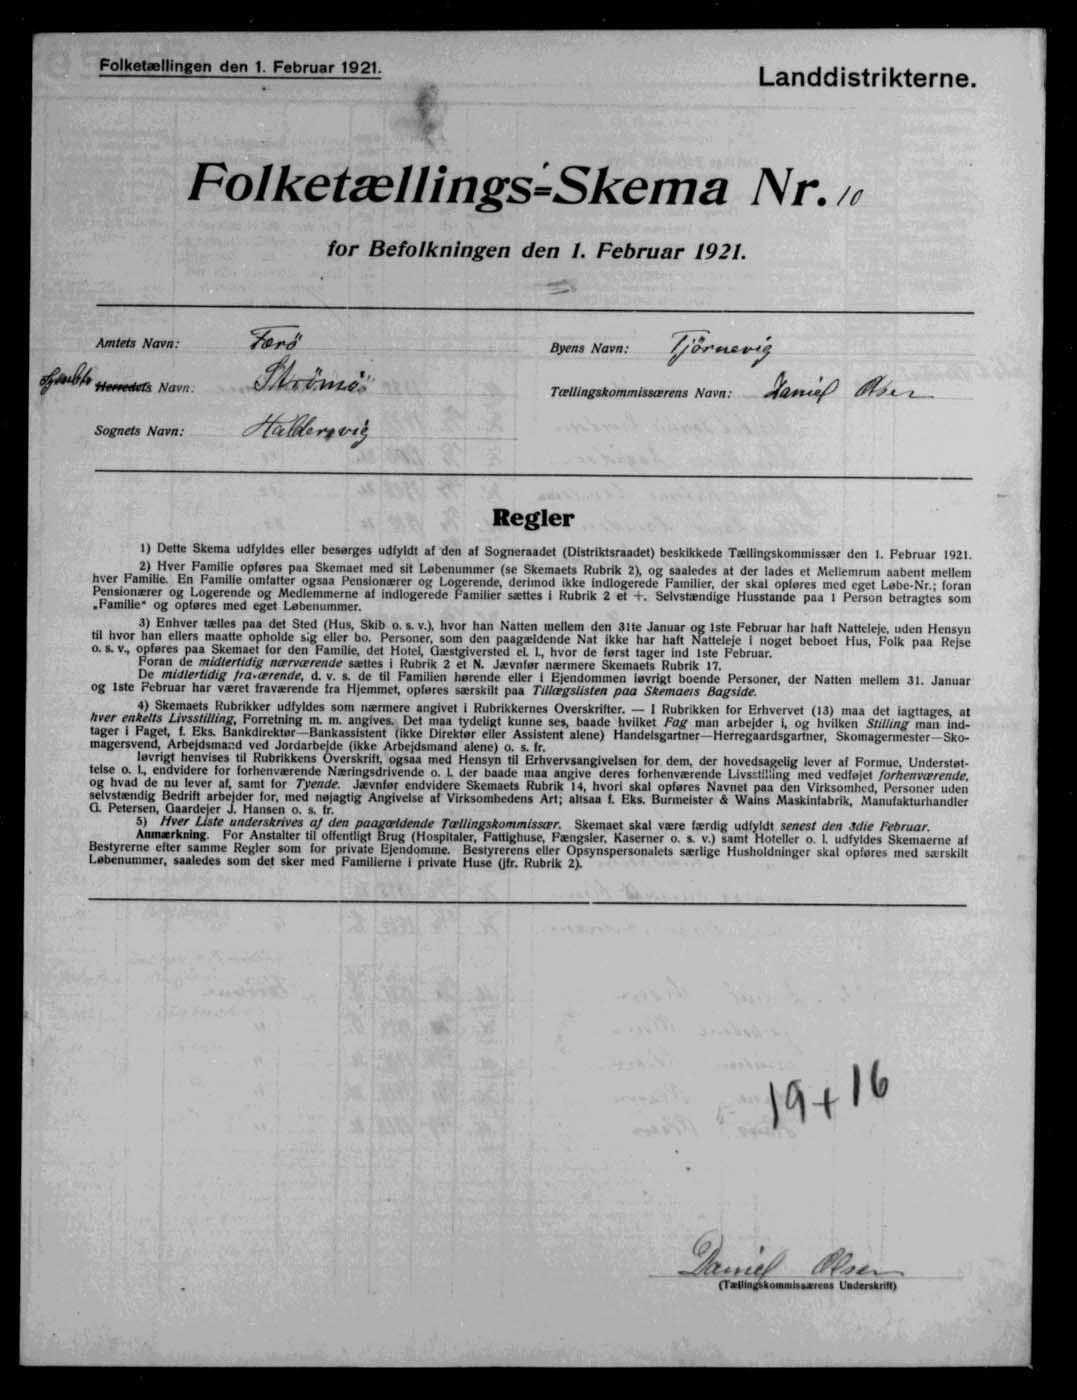 Folketællingen den 1. Februar 1921.
Landdistrikterne.
Folketællings=Skema Nr. 10
for Befolkningen den 1. Februar 1921.
Amtets Navn: Færö
Byens Navn: Tjörnevig
Herredets Navn: Strömö
Tællingskommissærens Navn: Daniel Olsen
Sognets Navn: Haldersvig
Regler
1) Dette Skema udfyldes eller besørges udfyldt af den af Sogneraadet (Distriktsraadet) beskikkede Tællingskommissær den 1. Februar 1921.
2) Hver Familie opføres paa Skemaet med sit Løbenummer (se Skemaets Rubrik 2), og saaledes at der lades et Mellemrum aabent mellem
hver Familie. En Familie omfatter ogsaa Pensionærer og Logerende, derimod ikke indlogerede Familier, der skal opføres med eget Løbe-Nr.; foran
Pensionærer og Logerende og Medlemmerne af indlogerede Familier sættes i Rubrik 2 et +. Selvstændige Husstande paa 1 Person betragtes som
„Familie" og opføres med eget Løbenummer.
3) Enhver tælles paa det Sted (Hus, Skib o. s. v.), hvor han Natten mellem den 31te Januar og 1ste Februar har haft Natteleje, uden Hensyn
til hvor han ellers maatte opholde sig eller bo. Personer, som den paagældende Nat ikke har haft Natteleje i noget beboet Hus, Folk paa Rejse
o. s. v., opføres paa Skemaet for den Familie, det Hotel, Gæstgiversted el. l., hvor de først tager ind 1ste Februar.
Foran de midlertidig nærværende sættes i Rubrik 2 et N. Jævnfør nærmere Skemaets Rubrik 17.
De midlertidig fraværende, d. v. s. de til Familien hørende eller i Ejendommen iøvrigt boende Personer, der Natten mellem 31. Januar
og 1ste Februar har været fraværende fra Hjemmet, opføres særskilt paa Tillægslisten paa Skemaens Bagside.
4) Skemaets Rubrikker udfyldes som nærmere angivet i Rubrikkernes Overskrifter. — I Rubrikken for Erhvervet (13) maa det iagttages, at
hver enkelts Livsstilling, Forretning m. m. angives. Det maa tydeligt kunne ses, baade hvilket Fag man arbejder i, og hvilken Stilling man ind-
tager i Faget, f. Eks. Bankdirektør—Bankassistent (ikke Direktør eller Assistent alene) Handelsgartner—Herregaardsgartner, Skomagermester—Sko-
magersvend, Arbejdsmand ved Jordarbejde (ikke Arbejdsmand alene) o. s. fr.
Iøvrigt henvises til Rubrikkens Overskrift, ogsaa med Hensyn til Erhvervsangivelsen for dem, der hovedsagelig lever af Formue, Understøt-
telse o. l., endvidere for forhenværende Næringsdrivende o. l. der baade maa angive deres forhenværende Livsstilling med vedføjet forhenværende,
og hvad de nu lever af, samt for Tyende. Jævnfør endvidere Skemaets Rubrik 14, hvori skal opføres Navnet paa den Virksomhed, Personer uden
selvstændig Bedrift arbejder for, med nøjagtig Angivelse af Virksomhedens Art; altsaa f. Eks. Burmeister & Wains Maskinfabrik, Manufakturhandler
G. Petersen, Gaardejer J. Hansen o. s. fr.
5) Hver Liste underskrives af den paagældende Tællingskommissær. Skemaet skal være færdig udfyldt senest den 3die Februar.
Anmærkning. For Anstalter til offentligt Brug (Hospitaler, Fattighuse, Fængsler, Kaserner o. s. v.) samt Hoteller o. l. udfyldes Skemaerne af
Bestyrerne efter samme Regler som for private Ejendomme. Bestyrerens eller Opsynspersonalets særlige Husholdninger skal opføres med særskilt
Løbenummer, saaledes som det sker med Familierne i private Huse (jfr. Rubrik 2).
19 + 16
Daniel Olsen
(Tællingskommissærens Underskrift)